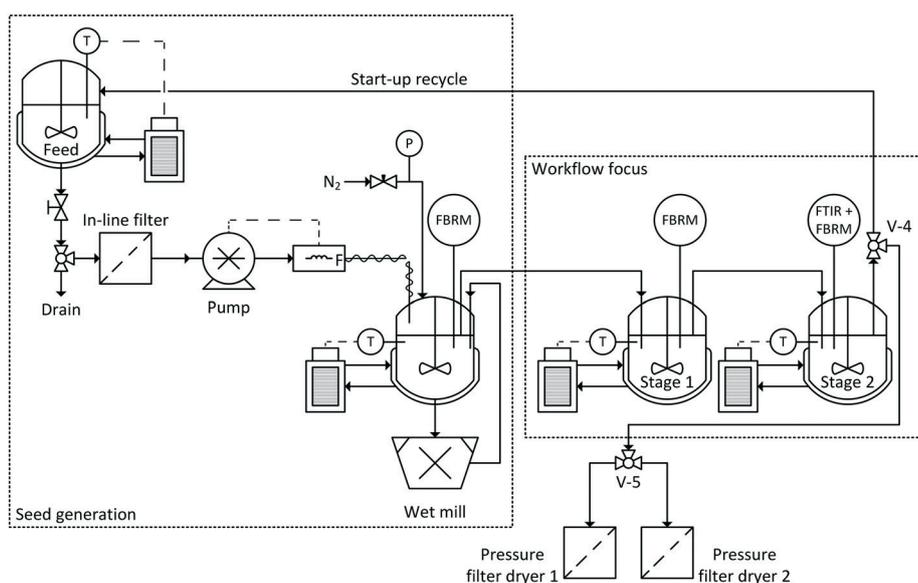 T
Start-up recycle
Feed
P
N₂
Workflow focus
In-line filter
FBRM
FBRM
FTIR +
FBRM
V-4
F
Drain
Pump
T
T
T
Stage 1
Stage 2
V-5
Seed generation
Wet mill
Pressure
filter dryer 1
Pressure
filter dryer 2